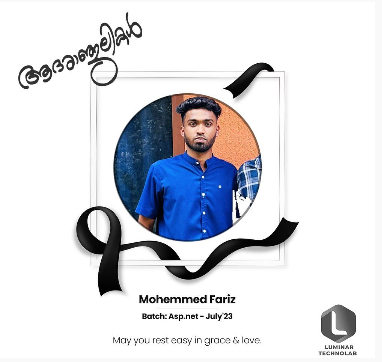 ആദരാഞ്ജലികൾ
Mohemmed Fariz
Batch: Asp.net - July'23
May you rest easy in grace & love.
LUMINAR
TECHNOLAB